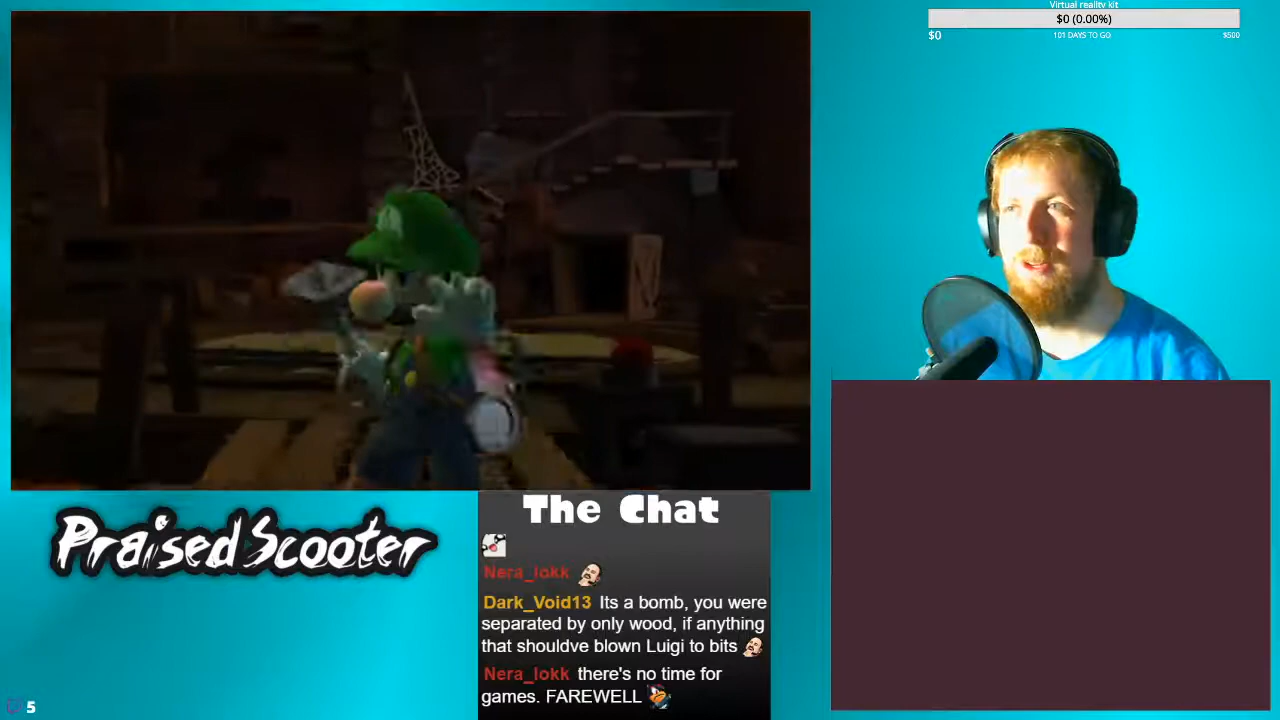 Virtual reality kit
$0 (0.00%)
$0 101 DAYS TO GO $500
PraisedScooter
The Chat
Nera_lokk
Dark_Void13 Its a bomb, you were
separated by only wood, if anything
that shouldve blown Luigi to bits
Nera_lokk there's no time for
games. FAREWELL
5